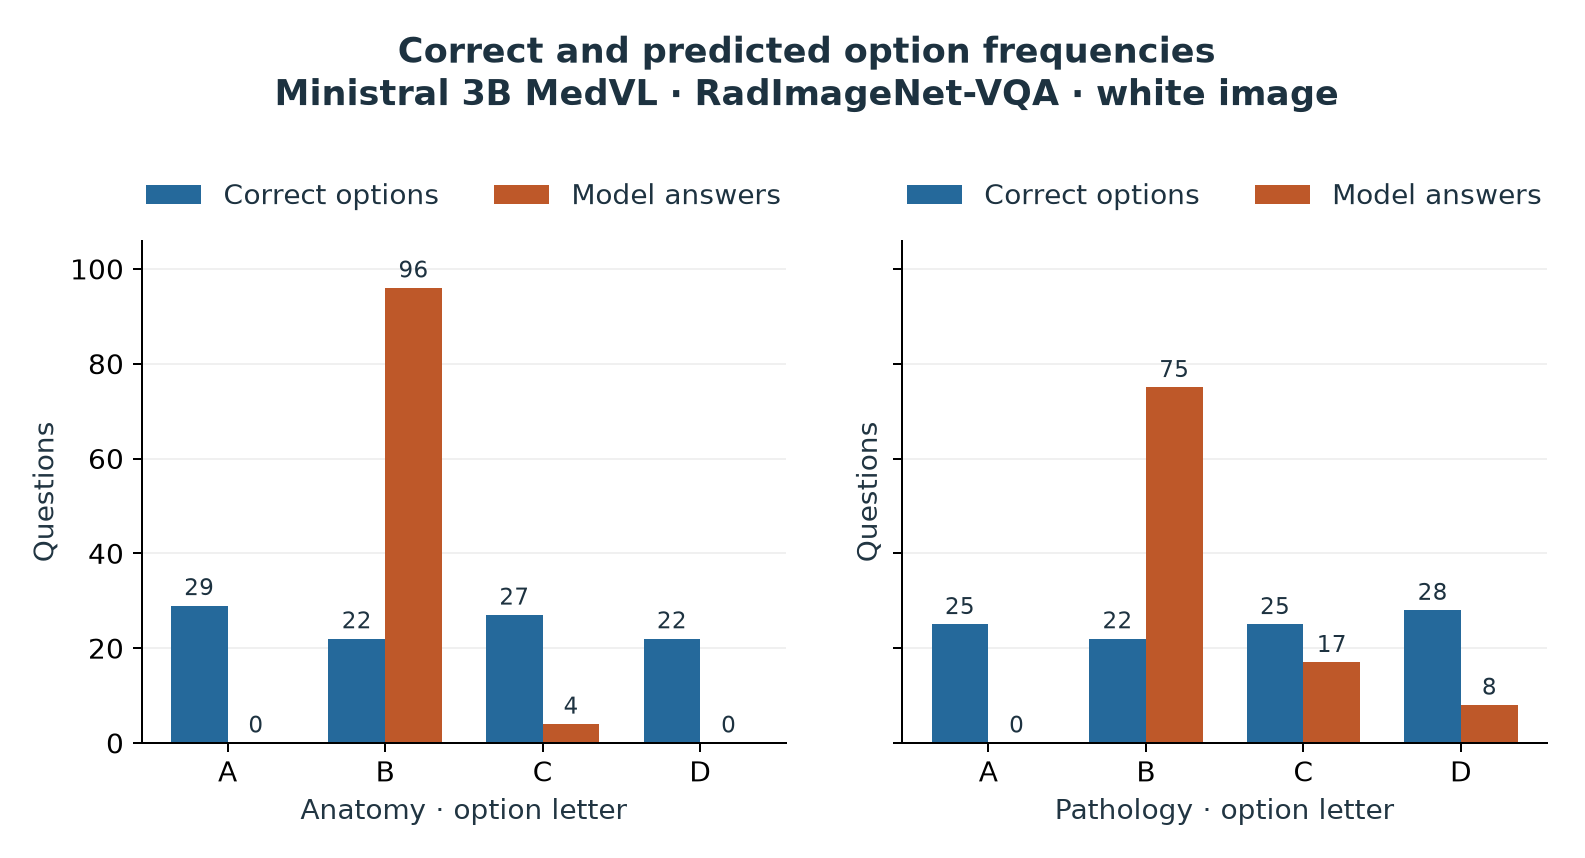 Correct and predicted option frequencies
Ministral 3B MedVL · RadImageNet-VQA · white image
Correct options Model answers
Questions
100
80
60
40
20
0
29 0 22 96 27 4 22 0
A B C D
Anatomy · option letter
Correct options Model answers
Questions
25 0 22 75 25 17 28 8
A B C D
Pathology · option letter